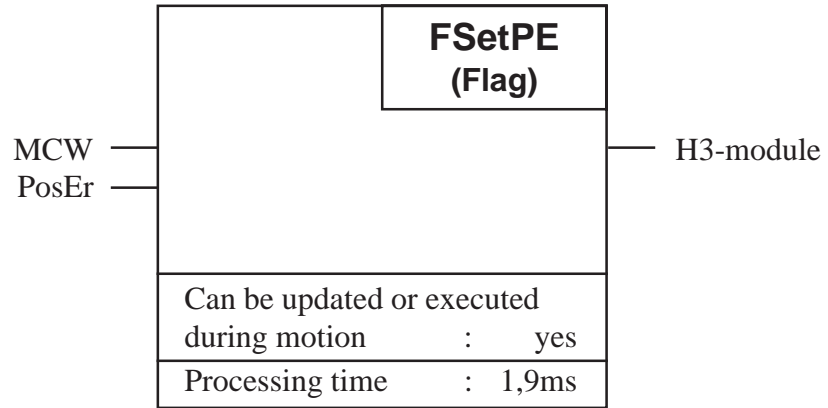 FSetPE
(Flag)
MCW
H3-module
PosEr
Can be updated or executed
during motion : yes
Processing time : 1,9ms